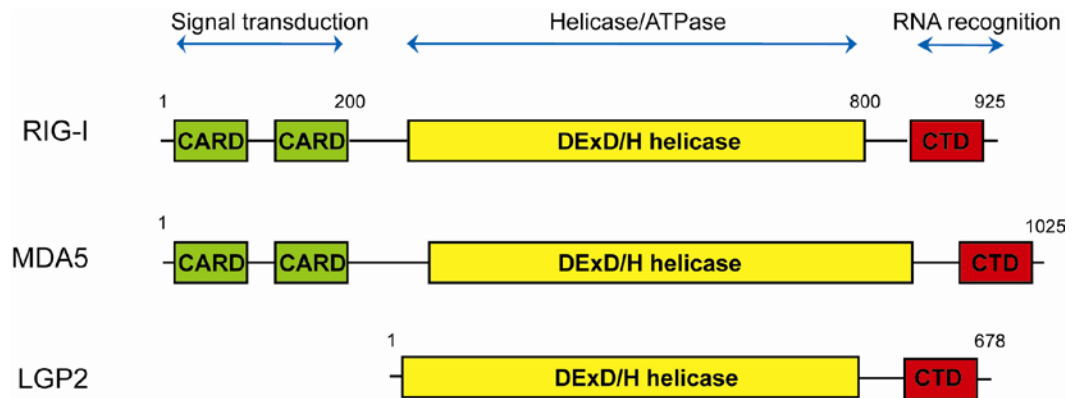 Signal transduction Helicase/ATPase RNA recognition
1 200 800 925
RIG-I CARD CARD DExD/H helicase CTD
1 1025
MDA5 CARD CARD DExD/H helicase CTD
1 678
LGP2 DExD/H helicase CTD